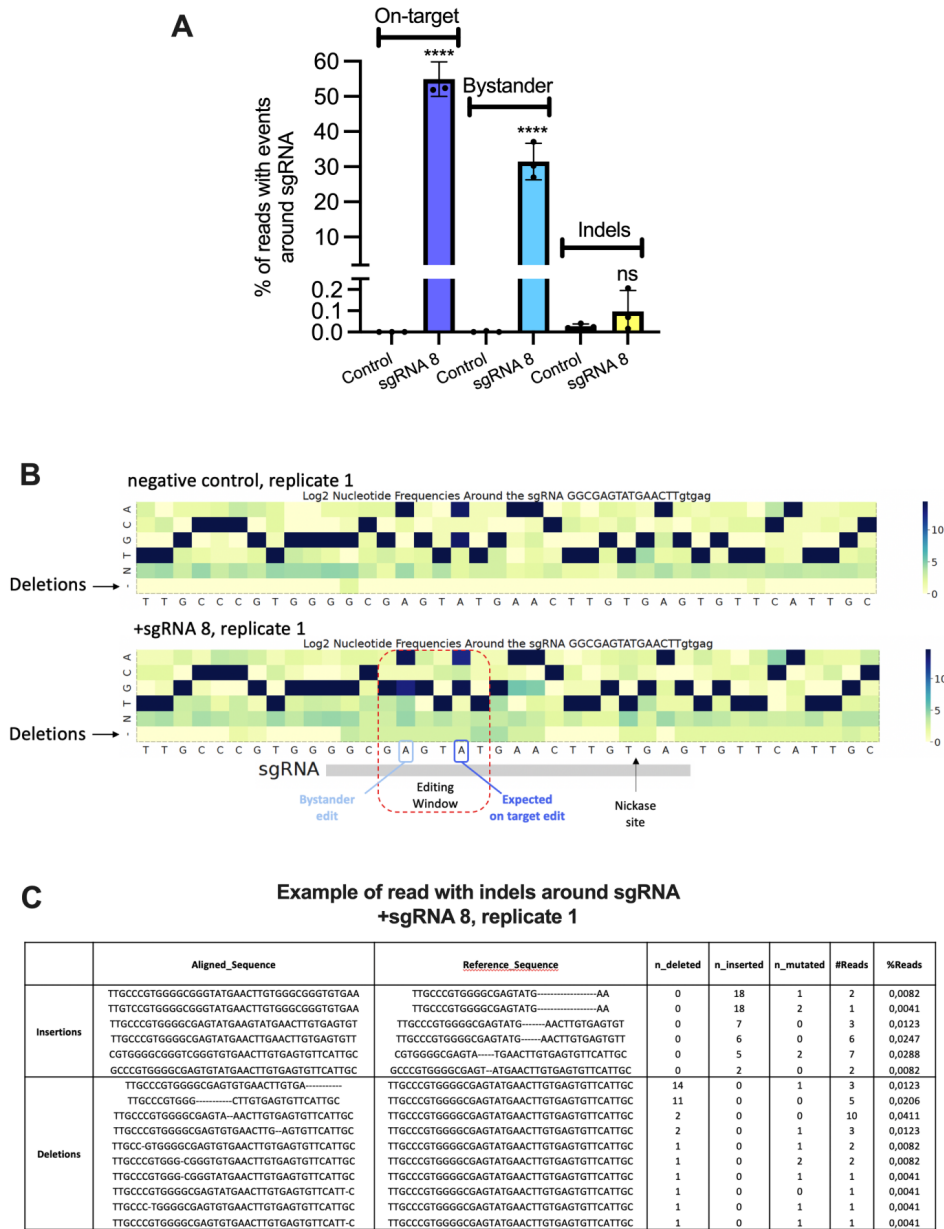 A
On-target
Bystander
Indels
****
****
ns
% of reads with events
around sgRNA
60
50
40
30
20
10
0.2
0.1
0.0
Control
sgRNA 8
Control
sgRNA 8
Control
sgRNA 8
B
negative control, replicate 1
Log2 Nucleotide Frequencies Around the sgRNA GGCGAGTATGAACTTgtgag
- N T G C A
Deletions
10
5
0
T T G C C C G T G G G G C G A G T A T G A A C T T G T G A G T G T T C A T T G C
+sgRNA 8, replicate 1
Log2 Nucleotide Frequencies Around the sgRNA GGCGAGTATGAACTTgtgag
- N T G C A
Deletions
10
5
0
T T G C C C G T G G G G C G A G T A T G A A C T T G T G A G T G T T C A T T G C
sgRNA
Bystander
edit
Editing
Window
Expected
on target edit
Nickase
site
C
Example of read with indels around sgRNA
+sgRNA 8, replicate 1
Aligned_Sequence Reference_Sequence n_deleted n_inserted n_mutated #Reads %Reads
Insertions
TTGCCCGTGGGGCGGGTATGAACTTGTGGGCGGGTGTGAA TTGCCCGTGGGGCGAGTATG------------------AA 0 18 1 2 0,0082
TTGTCCGTGGGGCGGGTATGAACTTGTGGGCGGGTGTGAA TTGCCCGTGGGGCGAGTATG------------------AA 0 18 2 1 0,0041
TTGCCCGTGGGGCGAGTATGAAGTATGAACTTGTGAGTGT TTGCCCGTGGGGCGAGTATG-------AACTTGTGAGTGT 0 7 0 3 0,0123
TTGCCCGTGGGGCGAGTATGAACTTGAACTTGTGAGTGTT TTGCCCGTGGGGCGAGTATG------AACTTGTGAGTGTT 0 6 0 6 0,0247
CGTGGGGCGGGTCGGGTGTGAACTTGTGAGTGTTCATTGC CGTGGGGCGAGTA-----TGAACTTGTGAGTGTTCATTGC 0 5 2 7 0,0288
GCCCGTGGGGCGAGTGTATGAACTTGTGAGTGTTCATTGC GCCCGTGGGGCGAGT--ATGAACTTGTGAGTGTTCATTGC 0 2 0 2 0,0082
Deletions
TTGCCCGTGGGGCGAGTGTGAACTTGTGA----------- TTGCCCGTGGGGCGAGTATGAACTTGTGAGTGTTCATTGC 14 0 1 3 0,0123
TTGCCCGTGGG-----------CTTGTGAGTGTTCATTGC TTGCCCGTGGGGCGAGTATGAACTTGTGAGTGTTCATTGC 11 0 0 5 0,0206
TTGCCCGTGGGGCGAGTA--AACTTGTGAGTGTTCATTGC TTGCCCGTGGGGCGAGTATGAACTTGTGAGTGTTCATTGC 2 0 0 10 0,0411
TTGCCCGTGGGGCGAGTGTGAACTTG--AGTGTTCATTGC TTGCCCGTGGGGCGAGTATGAACTTGTGAGTGTTCATTGC 2 0 1 3 0,0123
TTGCC-GTGGGGCGAGTGTGAACTTGTGAGTGTTCATTGC TTGCCCGTGGGGCGAGTATGAACTTGTGAGTGTTCATTGC 1 0 1 2 0,0082
TTGCCCGTGGG-CGGGTGTGAACTTGTGAGTGTTCATTGC TTGCCCGTGGGGCGAGTATGAACTTGTGAGTGTTCATTGC 1 0 2 2 0,0082
TTGCCCGTGGG-CGGGTATGAACTTGTGAGTGTTCATTGC TTGCCCGTGGGGCGAGTATGAACTTGTGAGTGTTCATTGC 1 0 1 1 0,0041
TTGCCCGTGGGGCGAGTATGAACTTGTGAGTGTTCATT-C TTGCCCGTGGGGCGAGTATGAACTTGTGAGTGTTCATTGC 1 0 0 1 0,0041
TTGCCC-TGGGGCGAGTGTGAACTTGTGAGTGTTCATTGC TTGCCCGTGGGGCGAGTATGAACTTGTGAGTGTTCATTGC 1 0 1 1 0,0041
TTGCCCGTGGGGCGAGTGTGAACTTGTGAGTGTTCATT-C TTGCCCGTGGGGCGAGTATGAACTTGTGAGTGTTCATTGC 1 0 1 1 0,0041